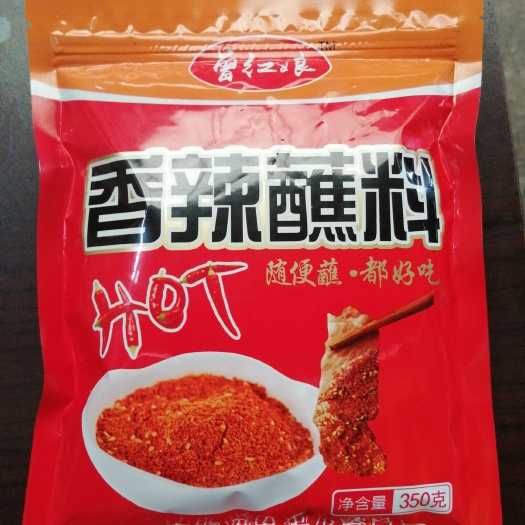 曾红娘
香辣蘸料
HOT
随便蘸·都好吃
净含量 350克